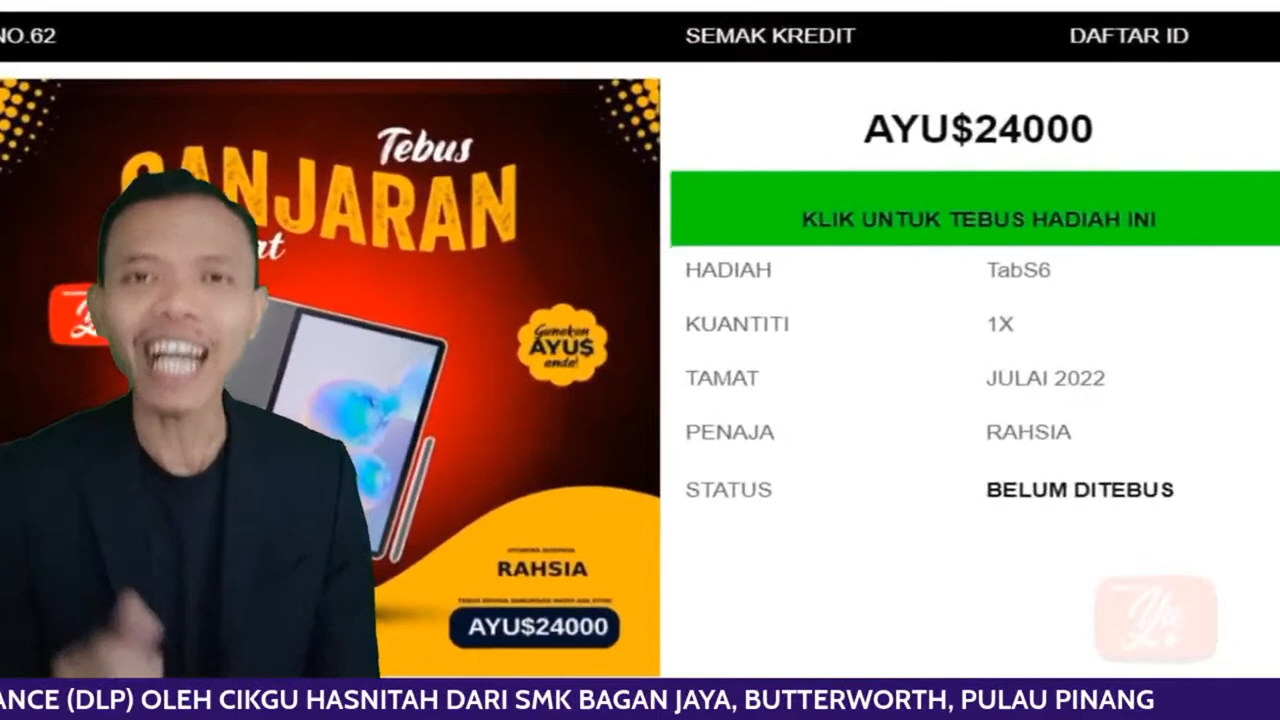 NO.62
SEMAK KREDIT
DAFTAR ID
Tebus
GANJARAN
AYU$24000
KLIK UNTUK TEBUS HADIAH INI
HADIAH
TabS6
KUANTITI
1X
TAMAT
JULAI 2022
PENAJA
RAHSIA
STATUS
BELUM DITEBUS
Gunakan
AYU$
anda!
RAHSIA
AYU$24000
ANCE (DLP) OLEH CIKGU HASNITAH DARI SMK BAGAN JAYA, BUTTERWORTH, PULAU PINANG